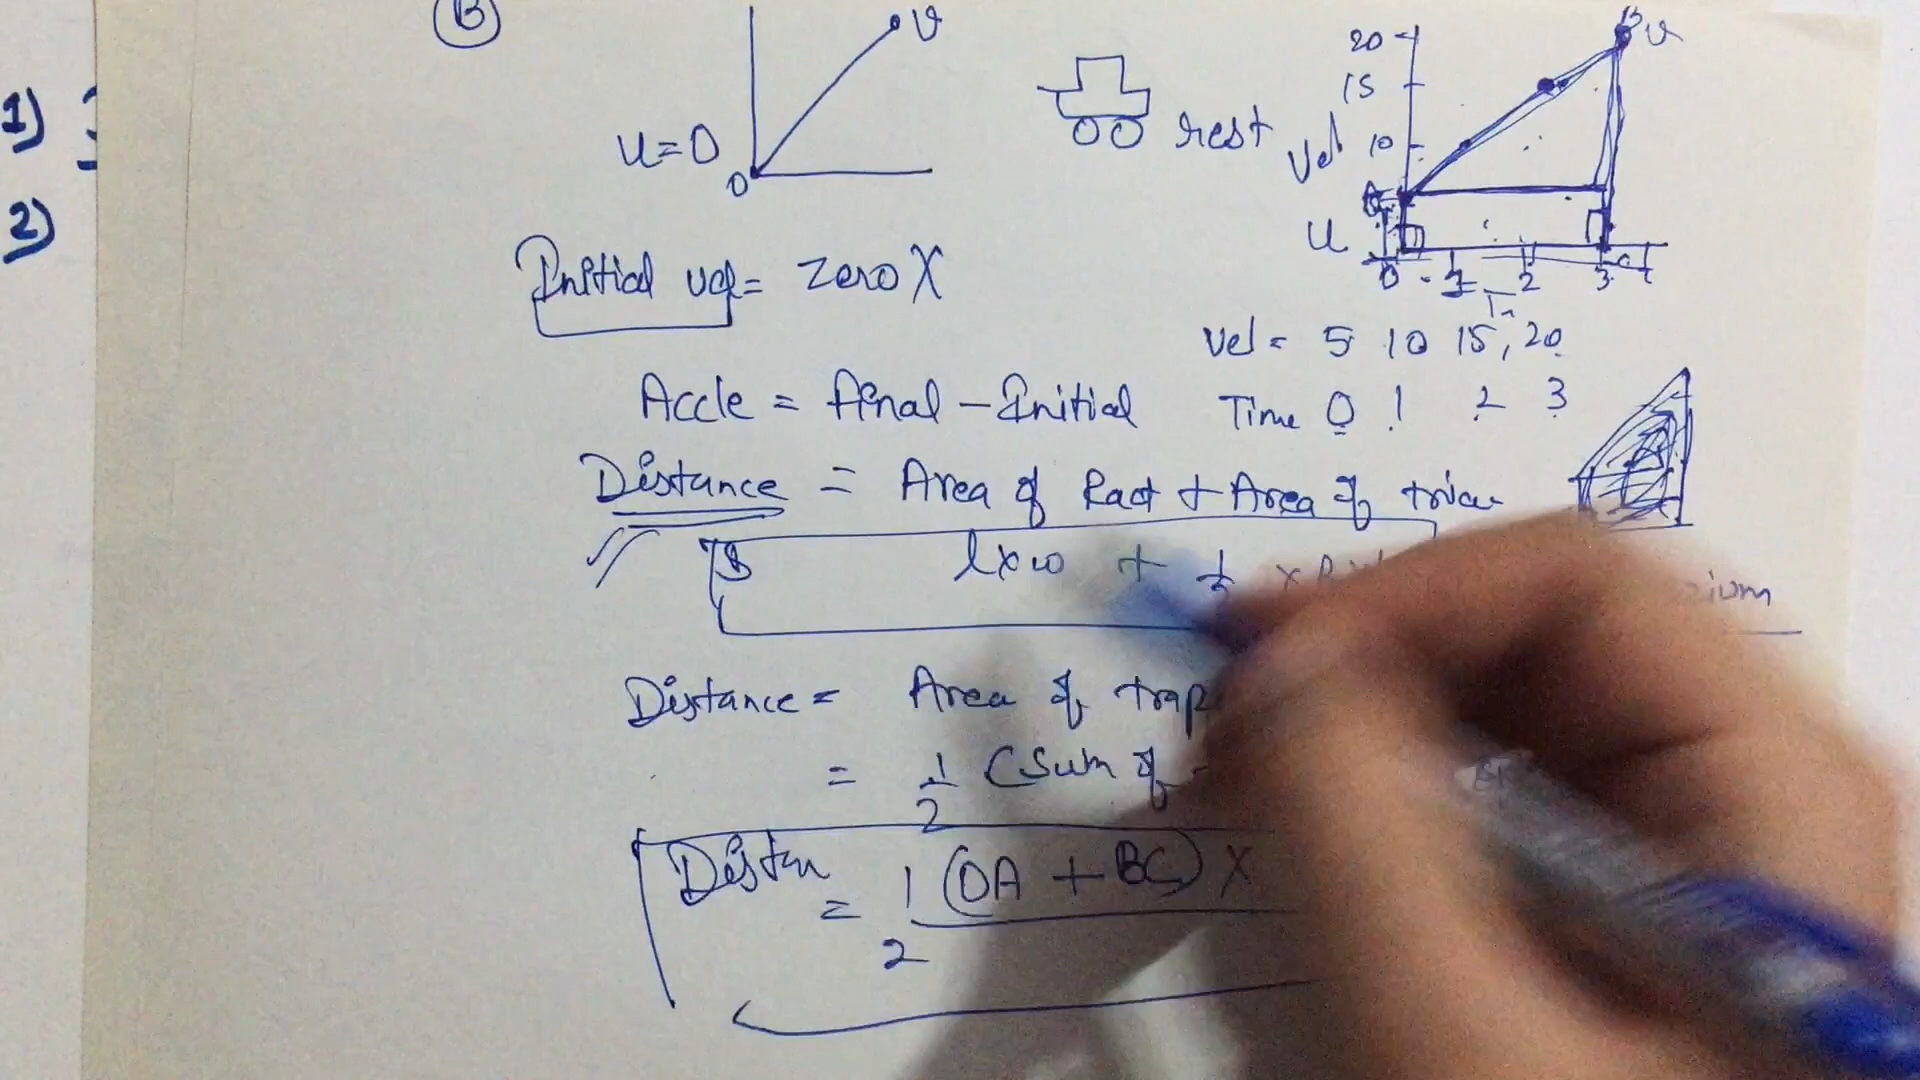 1)
2)
B
v
U=0
0
rest
20
B v
15
Vel 10
A
U
0 1 2 3
Initial vel = Zero X
Vel = 5 10 15, 20
Accle = Final - Initial
Time 0 1 2 3
Distance = Area of Rect + Area of
l x w + 1/2 x
Distance = Area of trap
= 1/2 (Sum of
Distn = 1/2 (OA + BC) X